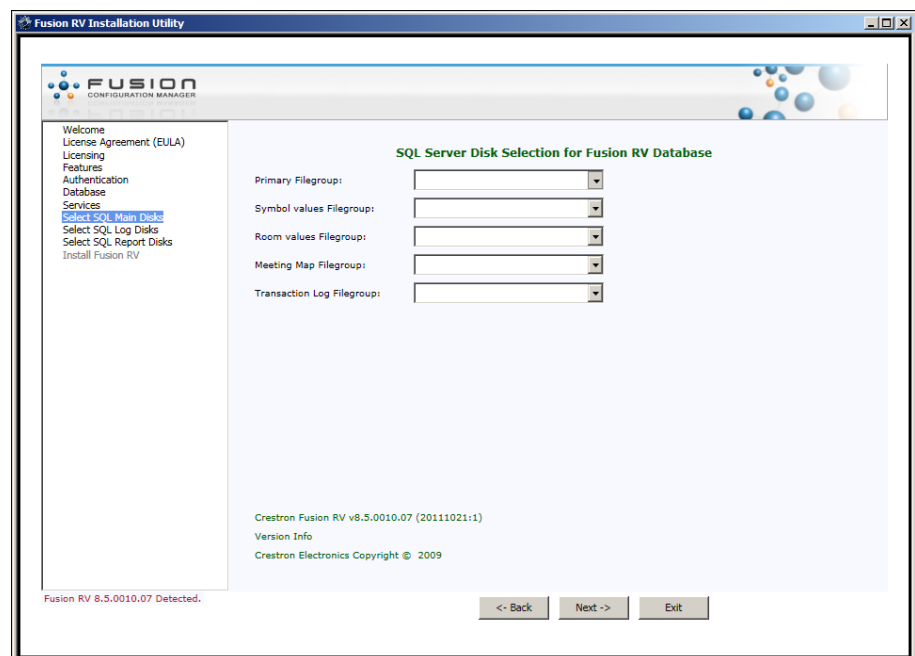 Fusion RV Installation Utility
FUSION
CONFIGURATION MANAGER
Welcome
License Agreement (EULA)
Licensing
Features
Authentication
Database
Services
Select SQL Main Disks
Select SQL Log Disks
Select SQL Report Disks
Install Fusion RV
SQL Server Disk Selection for Fusion RV Database
Primary Filegroup:
Symbol values Filegroup:
Room values Filegroup:
Meeting Map Filegroup:
Transaction Log Filegroup:
Crestron Fusion RV v8.5.0010.07 (20111021:1)
Version Info
Crestron Electronics Copyright © 2009
Fusion RV 8.5.0010.07 Detected.
<- Back
Next ->
Exit